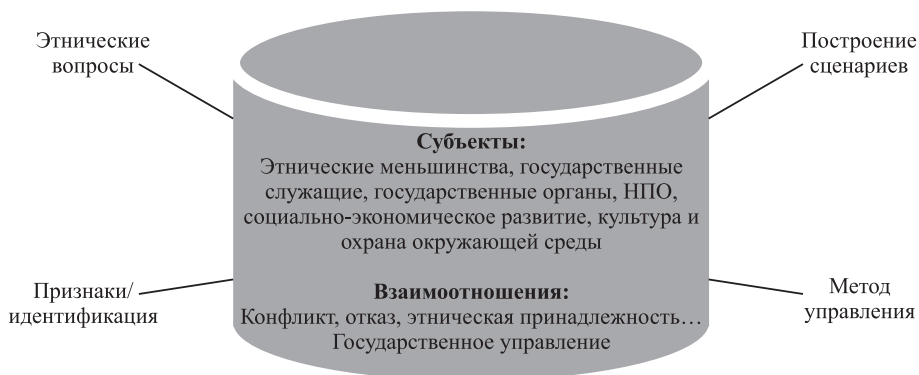 Этнические
вопросы
Построение
сценариев
Субъекты:
Этнические меньшинства, государственные
служащие, государственные органы, НПО,
социально-экономическое развитие, культура и
охрана окружающей среды
Признаки/
идентификация
Взаимоотношения:
Конфликт, отказ, этническая принадлежность…
Государственное управление
Метод
управления